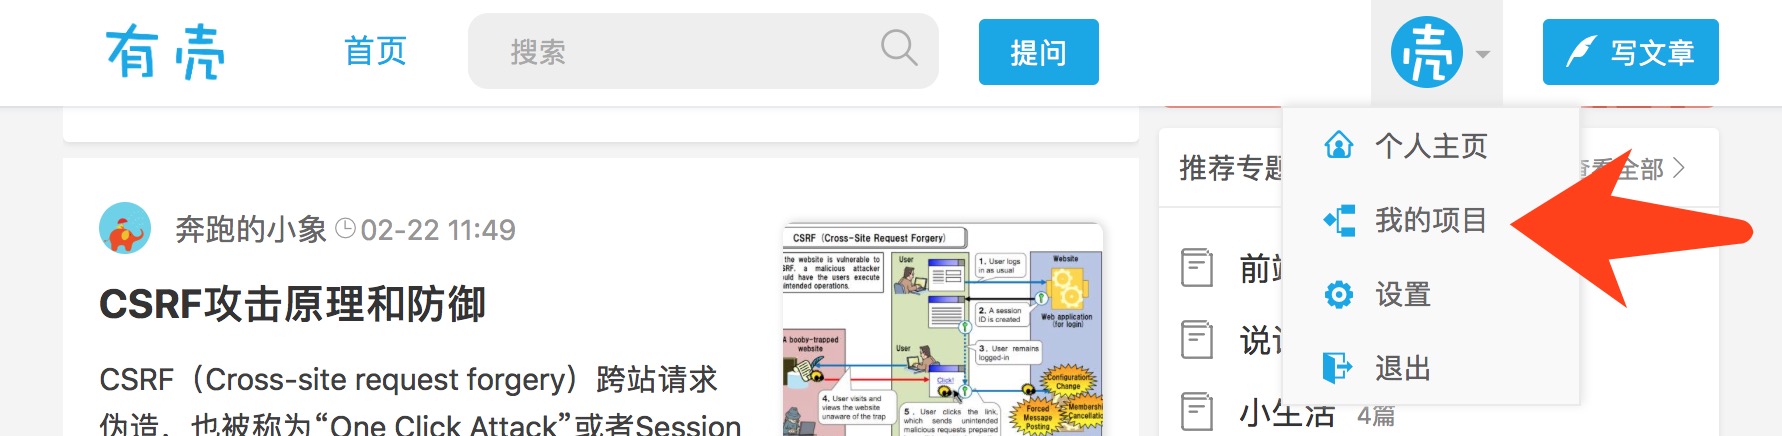 有壳
首页
搜索
提问
壳
写文章
个人主页
我的项目
设置
退出
推荐专题
查看全部
奔跑的小象 02-22 11:49
CSRF攻击原理和防御
CSRF（Cross-site request forgery）跨站请求
伪造，也被称为“One Click Attack”或者Session
CSRF (Cross-Site Request Forgery)
the website is vulnerable to
SRF, a malicious attacker
uld have the users execute
nintended operations.
User
1. User logs
in as usual
Website
2. A session
ID is created
Web application
(for login)
A booby-trapped
website
User
3. User remains
logged-in
Click!
4. User visits and
views the website
unaware of the trap
5. User clicks the link,
which sends unintended
malicious requests prepared
Configuration
Change
Forced
Message
Posting
Membersh
Cancellatio
前端
说说
小生活 4篇